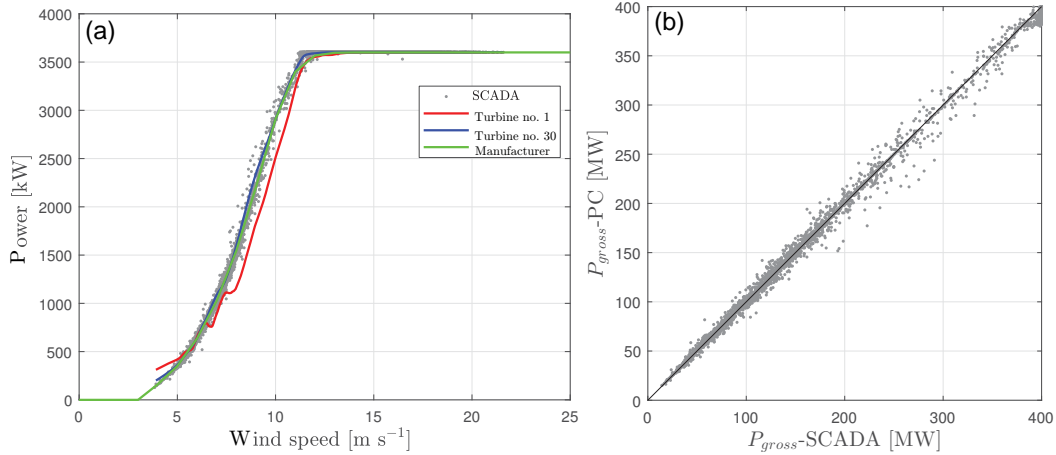 (a)
4000
3500
3000
2500
2000
1500
1000
500
0
Power [kW]
SCADA
Turbine no. 1
Turbine no. 30
Manufacturer
0 5 10 15 20 25
Wind speed [m s⁻¹]
(b)
400
350
300
250
200
150
100
50
0
P_gross-PC [MW]
0 100 200 300 400
P_gross-SCADA [MW]